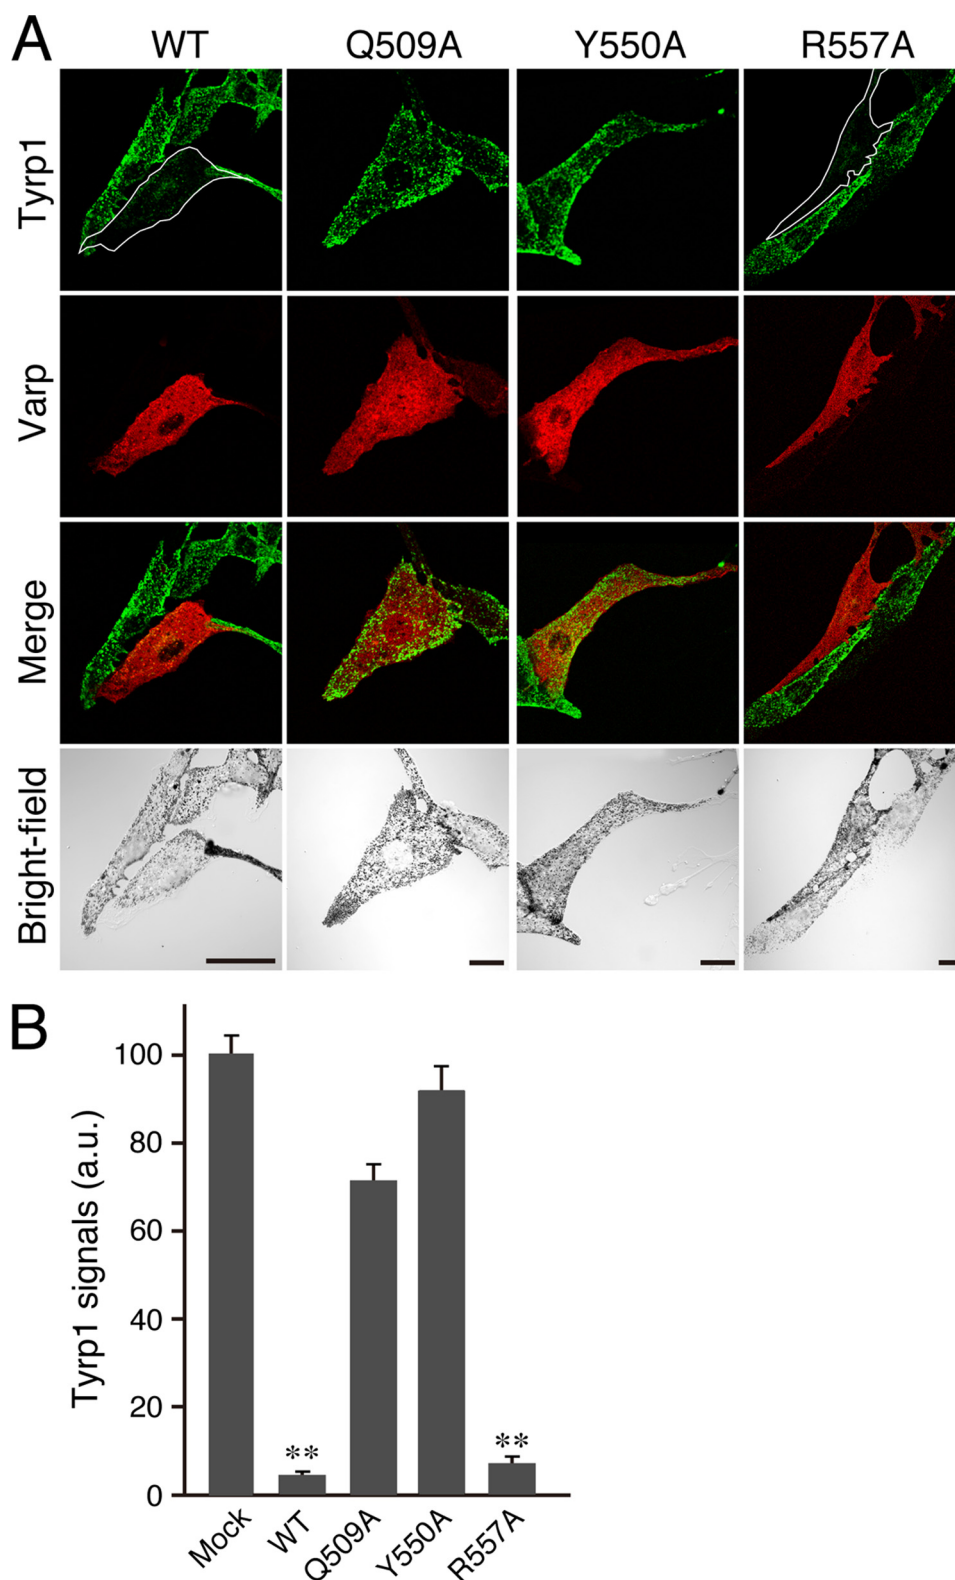 A
WT Q509A Y550A R557A
Tyrp1
Varp
Merge
Bright-field
B
Tyrp1 signals (a.u.)
100
80
60
40
20
0
** **
Mock WT Q509A Y550A R557A